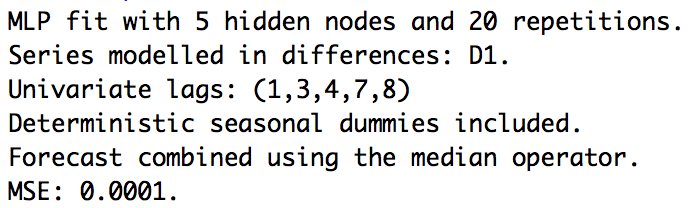 MLP fit with 5 hidden nodes and 20 repetitions.
Series modelled in differences: D1.
Univariate lags: (1,3,4,7,8)
Deterministic seasonal dummies included.
Forecast combined using the median operator.
MSE: 0.0001.